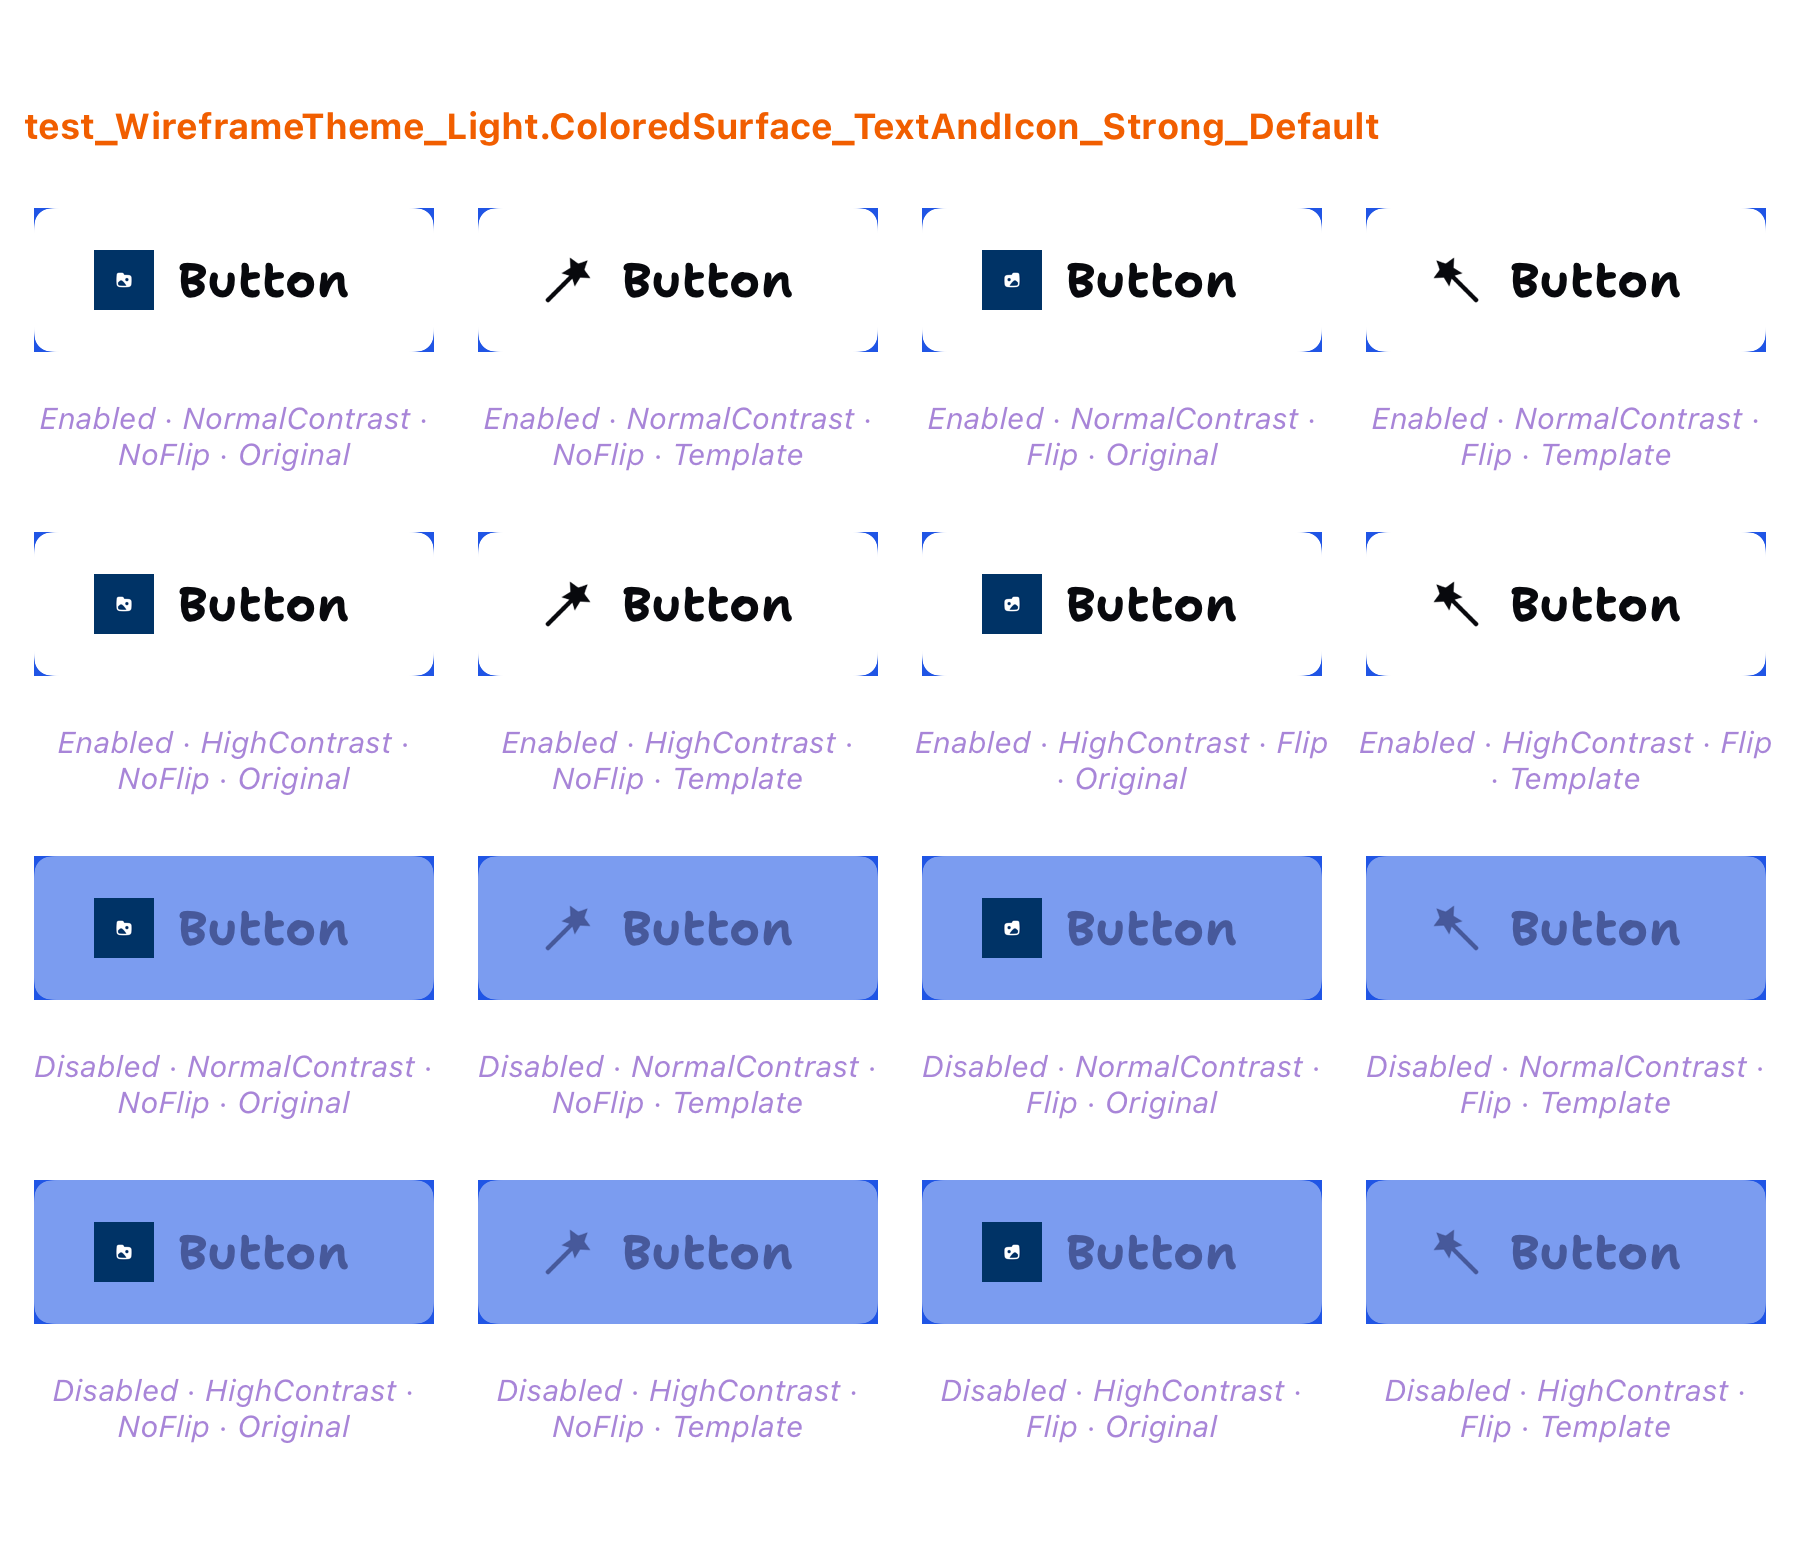 test_WireframeTheme_Light.ColoredSurface_TextAndIcon_Strong_Default
Button
Button
Button
Button
Enabled · NormalContrast ·
NoFlip · Original
Enabled · NormalContrast ·
NoFlip · Template
Enabled · NormalContrast ·
Flip · Original
Enabled · NormalContrast ·
Flip · Template
Button
Button
Button
Button
Enabled · HighContrast ·
NoFlip · Original
Enabled · HighContrast ·
NoFlip · Template
Enabled · HighContrast · Flip
· Original
Enabled · HighContrast · Flip
· Template
Button
Button
Button
Button
Disabled · NormalContrast ·
NoFlip · Original
Disabled · NormalContrast ·
NoFlip · Template
Disabled · NormalContrast ·
Flip · Original
Disabled · NormalContrast ·
Flip · Template
Button
Button
Button
Button
Disabled · HighContrast ·
NoFlip · Original
Disabled · HighContrast ·
NoFlip · Template
Disabled · HighContrast ·
Flip · Original
Disabled · HighContrast ·
Flip · Template